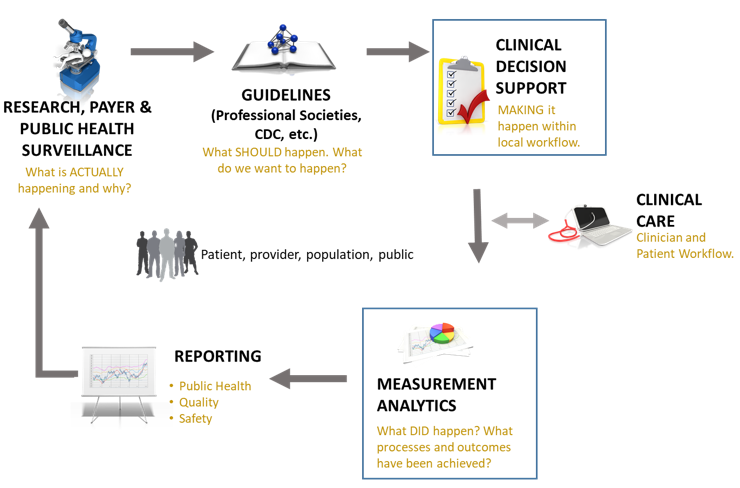 RESEARCH, PAYER &
PUBLIC HEALTH
SURVEILLANCE
What is ACTUALLY
happening and why?
GUIDELINES
(Professional Societies,
CDC, etc.)
What SHOULD happen. What
do we want to happen?
CLINICAL
DECISION
SUPPORT
MAKING it
happen within
local workflow.
CLINICAL
CARE
Clinician and
Patient Workflow.
Patient, provider, population, public
MEASUREMENT
ANALYTICS
What DID happen? What
processes and outcomes
have been achieved?
REPORTING
• Public Health
• Quality
• Safety